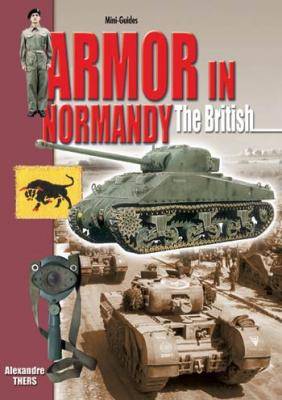 Mini-Guides
ARMOR IN
NORMANDY
The British
Alexandre
THERS